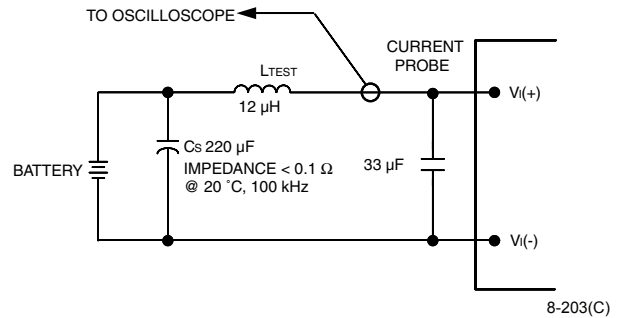 TO OSCILLOSCOPE
CURRENT
PROBE
LTEST
12 µH
VI(+)
CS 220 µF
IMPEDANCE < 0.1 Ω
@ 20 ˚C, 100 kHz
33 µF
BATTERY
VI(-)
8-203(C)